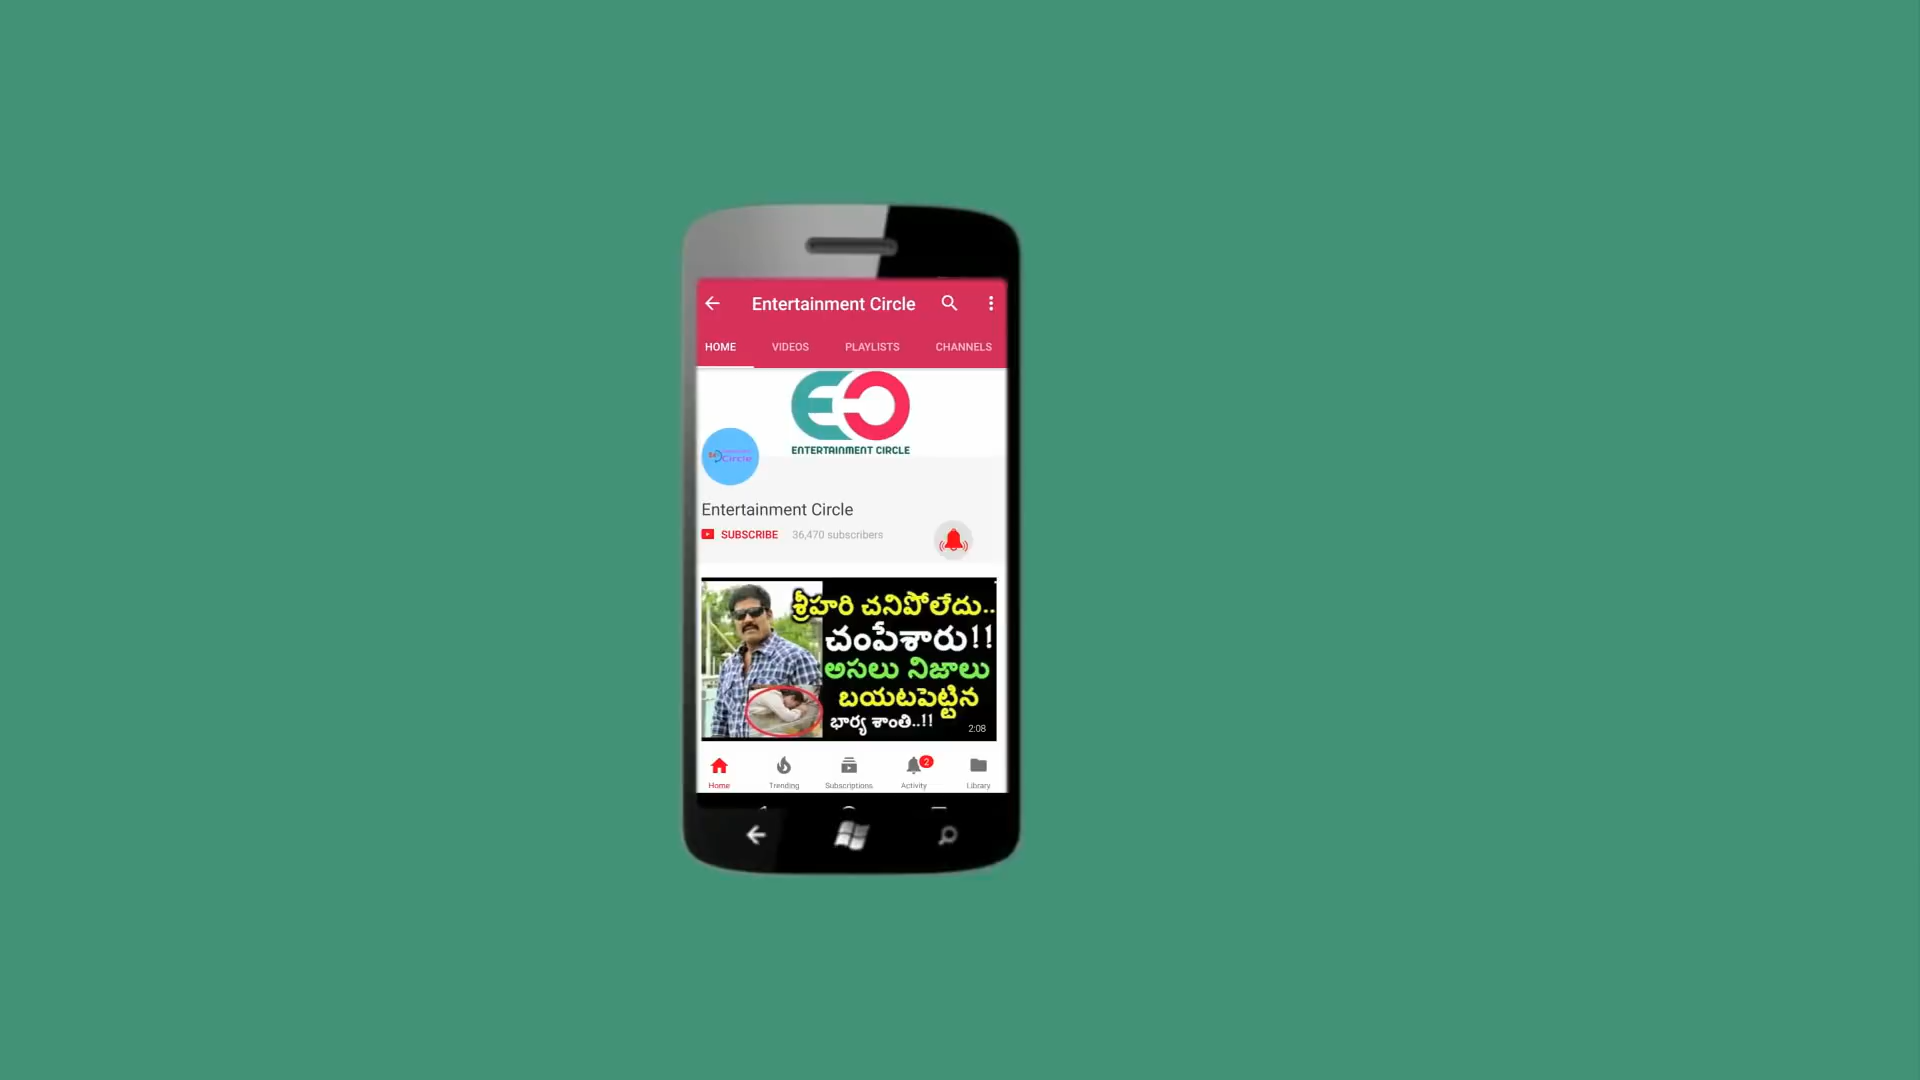 Entertainment Circle
HOME VIDEOS PLAYLISTS CHANNELS
ENTERTAINMENT CIRCLE
Circle
Entertainment Circle
SUBSCRIBE 36,470 subscribers
శ్రీహరి చనిపోలేదు..
చంపేశారు!!
అసలు నిజాలు
బయటపెట్టిన
భార్య శాంతి..!!
2:08
2
Home Trending Subscriptions Activity Library